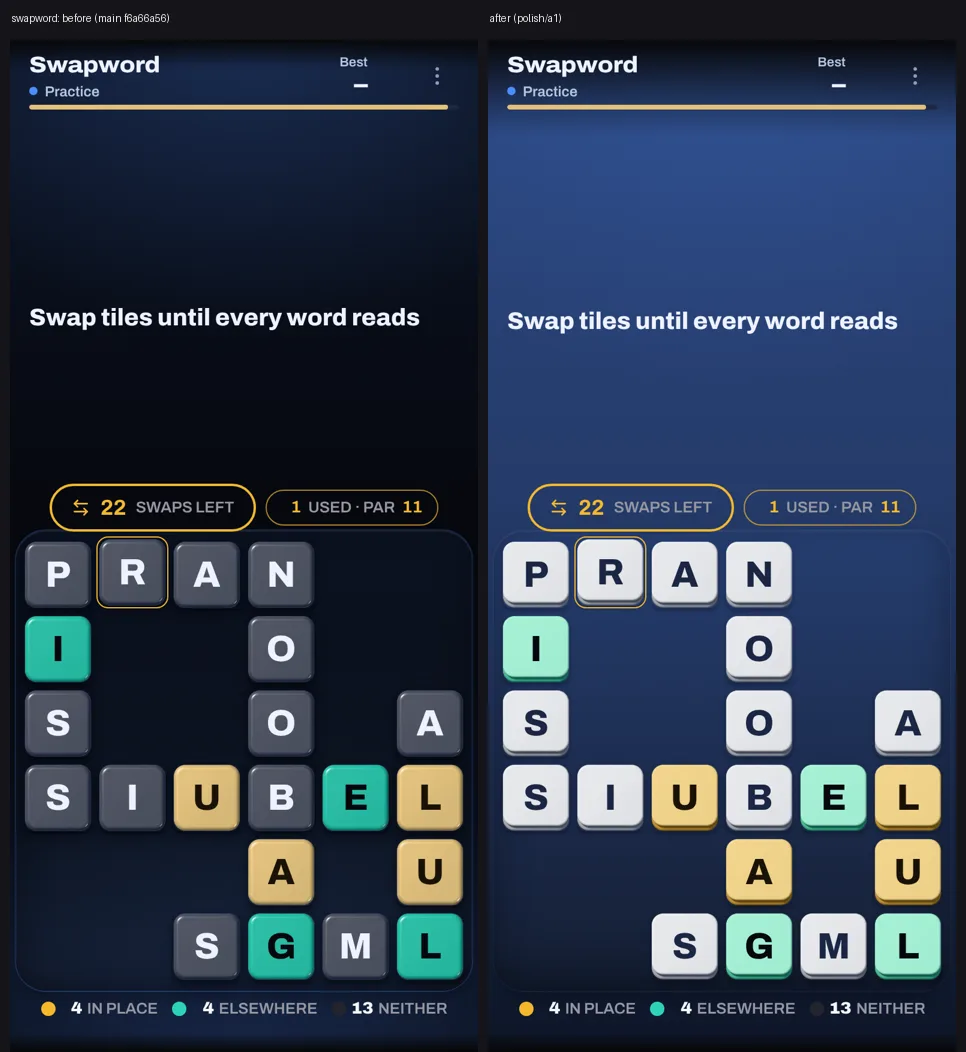 swapword: before (main f6a66a56)
Swapword
Best
–
Practice
Swap tiles until every word reads
22 SWAPS LEFT
1 USED · PAR 11
P R A N
I O
S O A
S I U B E L
A U
S G M L
4 IN PLACE 4 ELSEWHERE 13 NEITHER
after (polish/a1)
Swapword
Best
–
Practice
Swap tiles until every word reads
22 SWAPS LEFT
1 USED · PAR 11
P R A N
I O
S O A
S I U B E L
A U
S G M L
4 IN PLACE 4 ELSEWHERE 13 NEITHER